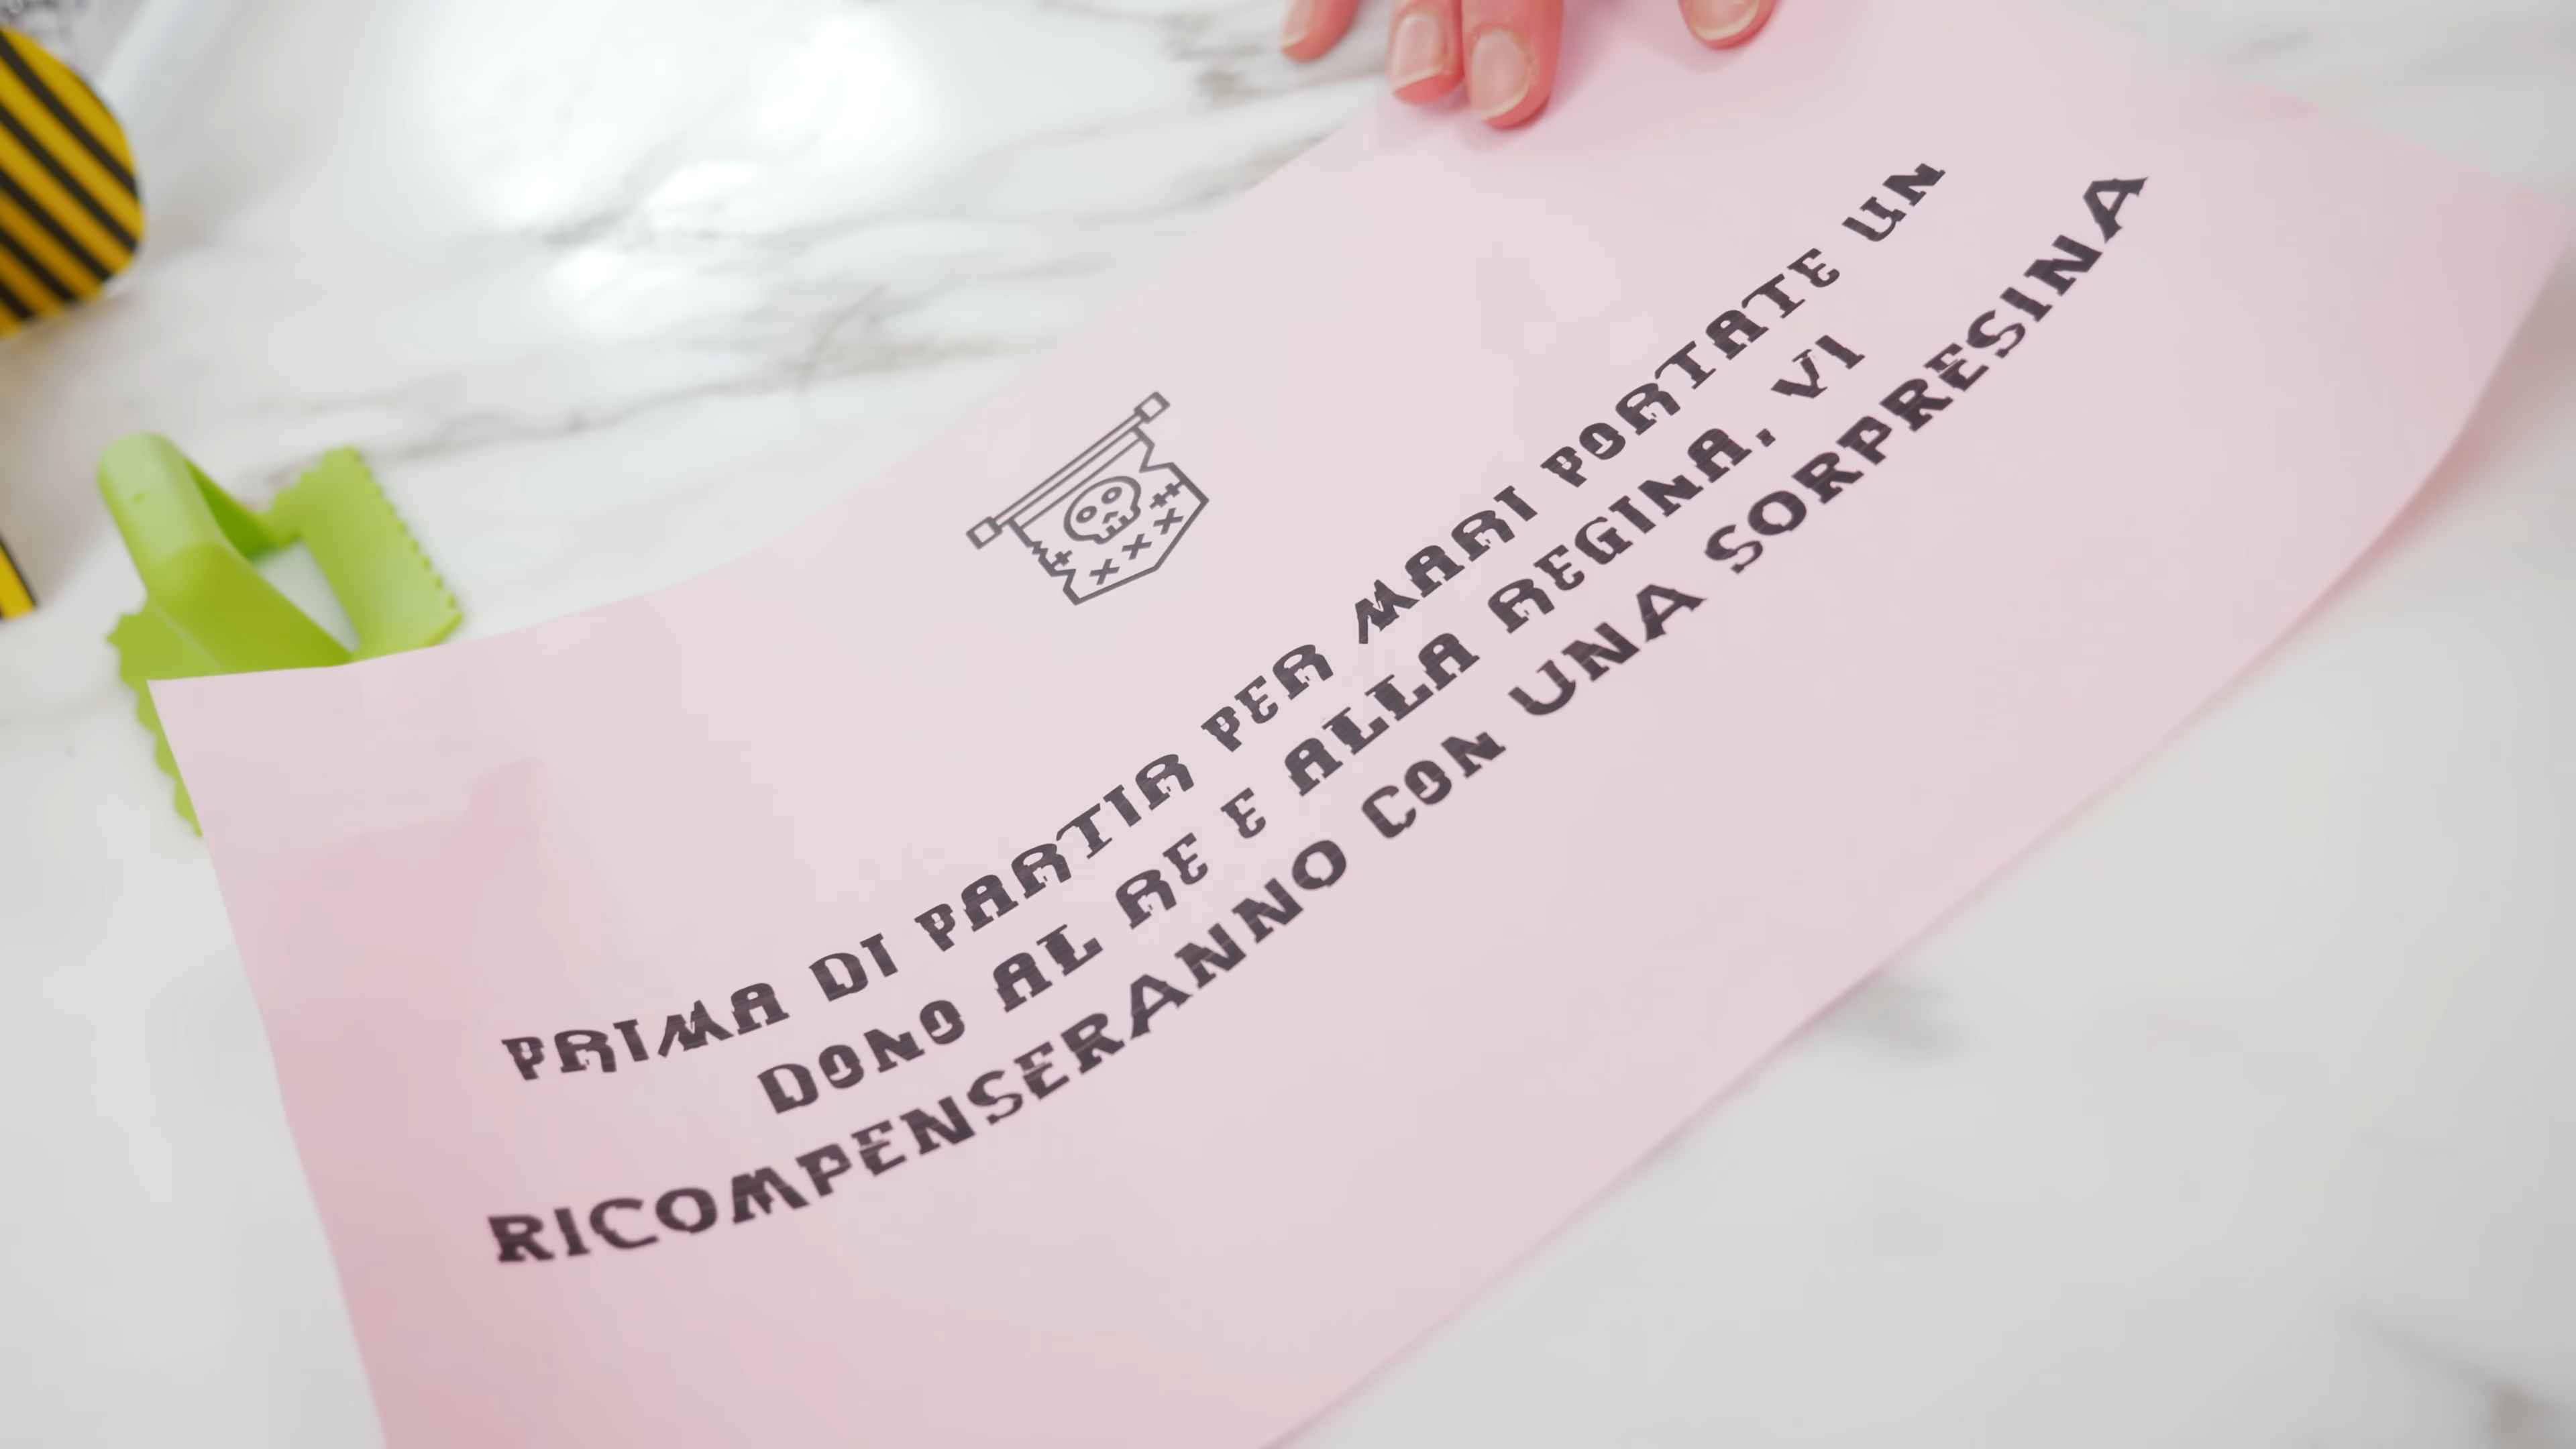 PRIMA DI PARTIR PER MARI PORTATE UN
DONO AL RE E ALLA REGINA, VI
RICOMPENSERANNO CON UNA SORPRESINA